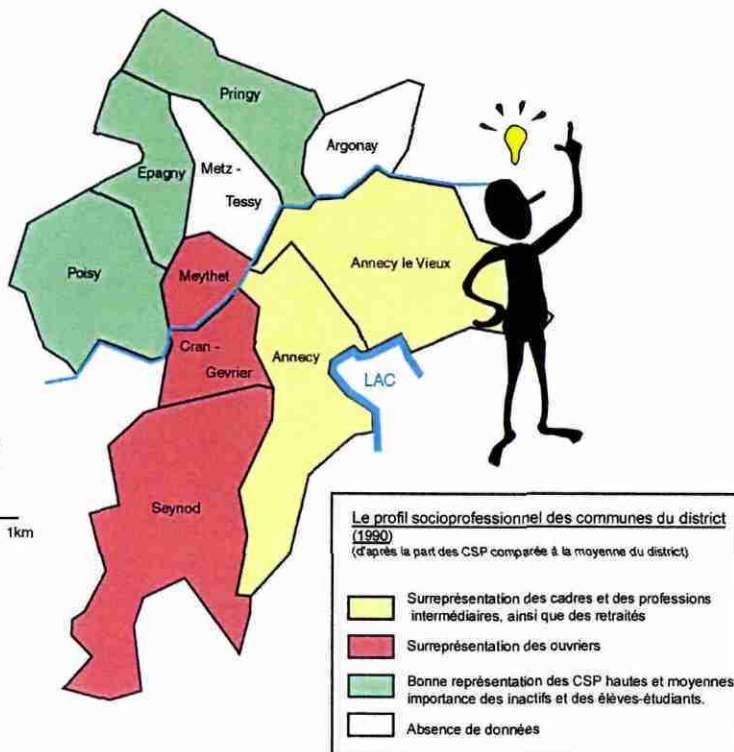 Pringy
Argonay
Epagny
Metz -
Tessy
Poisy
Meythet
Annecy le Vieux
Cran -
Gevrier
Annecy
LAC
Seynod
1km
Le profil socioprofessionnel des communes du district
(1990)
(d'après la part des CSP comparée à la moyenne du district)
Surreprésentation des cadres et des professions
intermédiaires, ainsi que des retraités
Surreprésentation des ouvriers
Bonne représentation des CSP hautes et moyennes
importance des inactifs et des élèves-étudiants.
Absence de données